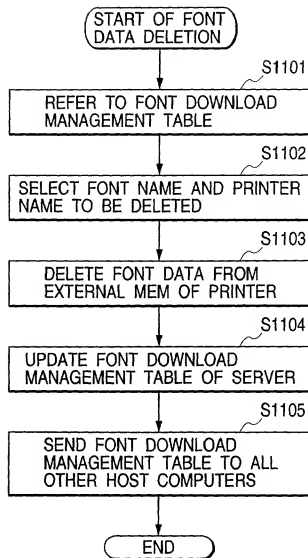 START OF FONT
DATA DELETION
S1101
REFER TO FONT DOWNLOAD
MANAGEMENT TABLE
S1102
SELECT FONT NAME AND PRINTER
NAME TO BE DELETED
S1103
DELETE FONT DATA FROM
EXTERNAL MEM OF PRINTER
S1104
UPDATE FONT DOWNLOAD
MANAGEMENT TABLE OF SERVER
S1105
SEND FONT DOWNLOAD
MANAGEMENT TABLE TO ALL
OTHER HOST COMPUTERS
END